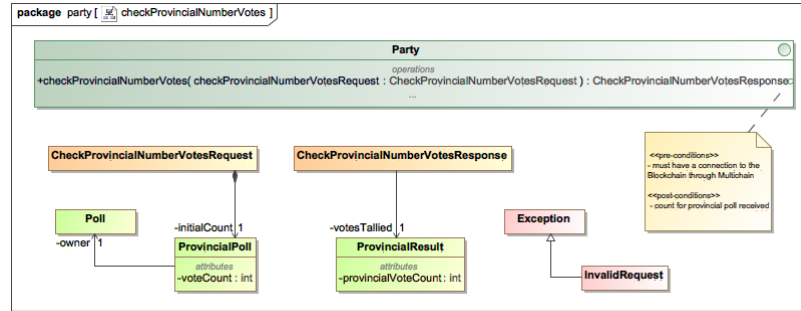 package party [ checkProvincialNumberVotes ]
Party
operations
+checkProvincialNumberVotes( checkProvincialNumberVotesRequest : CheckProvincialNumberVotesRequest ) : CheckProvincialNumberVotesResponse
...
CheckProvincialNumberVotesRequest
CheckProvincialNumberVotesResponse
<<pre-conditions>>
- must have a connection to the
Blockchain through Multichain
<<post-conditions>>
- count for provincial poll received
Poll
-owner 1
-initialCount 1
ProvincialPoll
attributes
-voteCount : int
-votesTallied 1
ProvincialResult
attributes
-provincialVoteCount : int
Exception
InvalidRequest